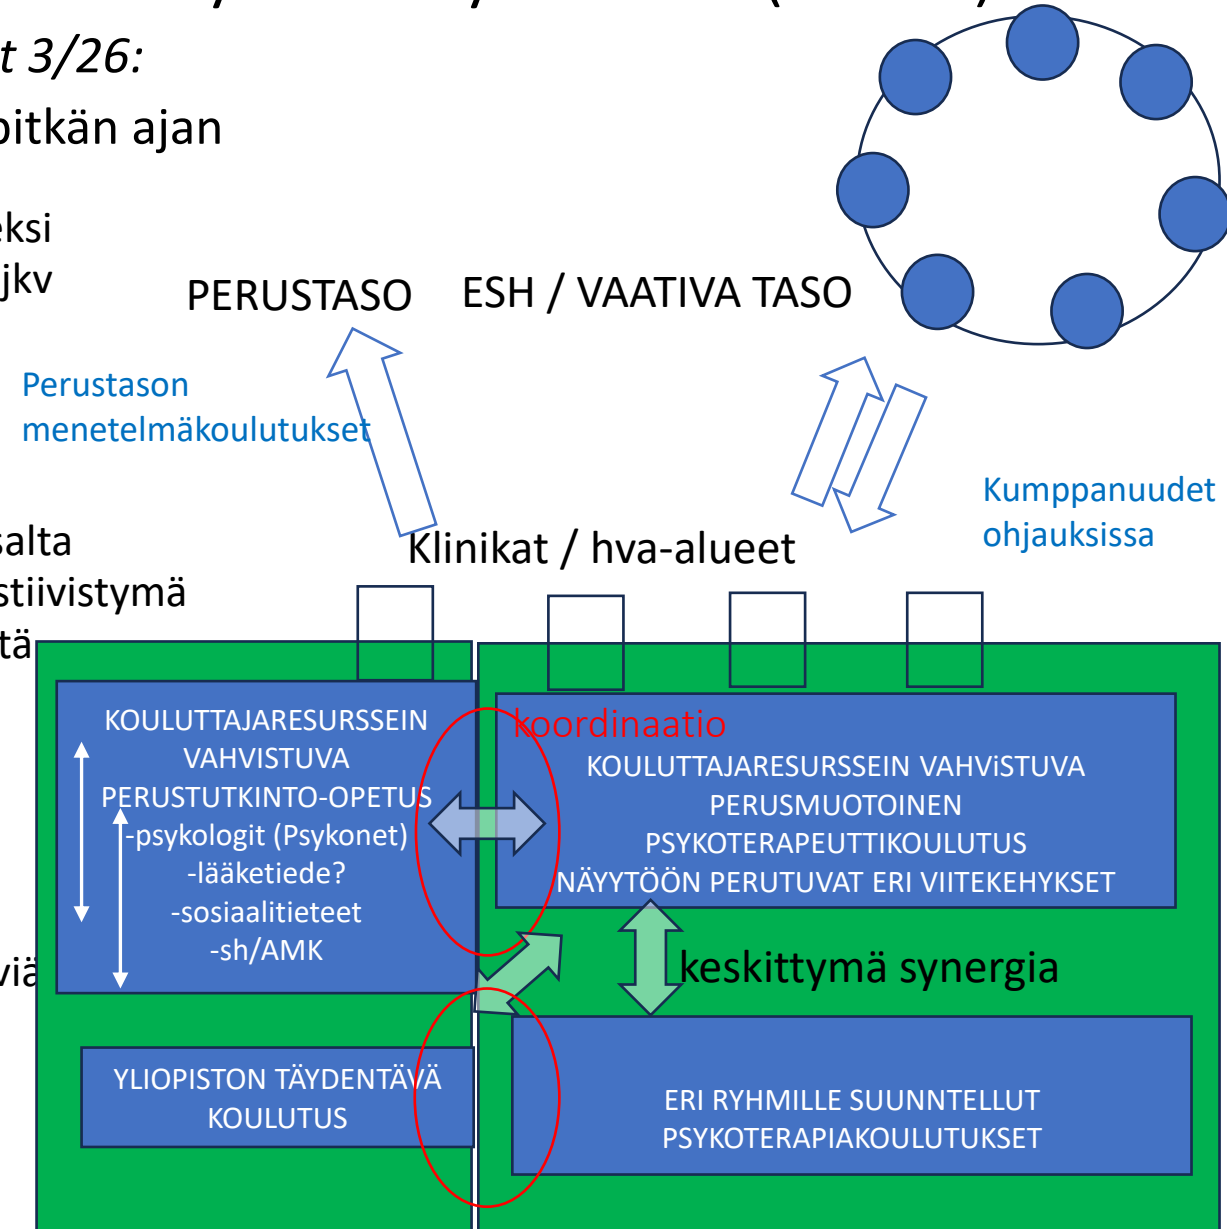 t 3/26:
pitkän ajan
eksi
jkv
PERUSTASO
ESH / VAATIVA TASO
Perustason
menetelmäkoulutukset
Kumppanuudet
ohjauksissa
salta
stiivistymä
tä
Klinikat / hva-alueet
koordinaatio
KOULUTTAJARESURSSEIN
VAHVISTUVA
PERUSTUTKINTO-OPETUS
-psykologit (Psykonet)
-lääketiede?
-sosiaalitieteet
-sh/AMK
KOULUTTAJARESURSSEIN VAHViSTUVA
PERUSMUOTOINEN
PSYKOTERAPEUTTIKOULUTUS
NÄYYTÖÖN PERUTUVAT ERI VIITEKEHYKSET
viä
keskittymä synergia
YLIOPISTON TÄYDENTÄVÄ
KOULUTUS
ERI RYHMILLE SUUNNTELLUT
PSYKOTERAPIAKOULUTUKSET